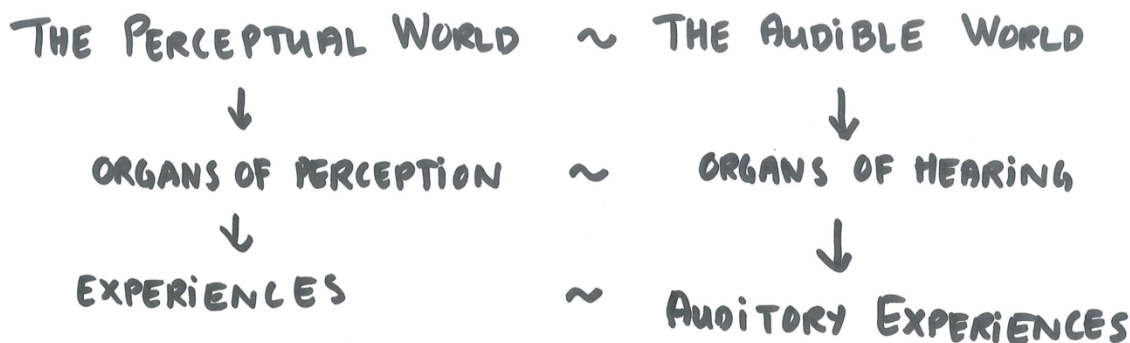 THE PERCEPTUAL WORLD ~ THE AUDiBLE WORLD
↓ ↓
ORGANS OF PERCEPTiON ~ ORGANS OF HEARiNG
↓ ↓
EXPERiENCES ~ AUDiTORY EXPERiENCES